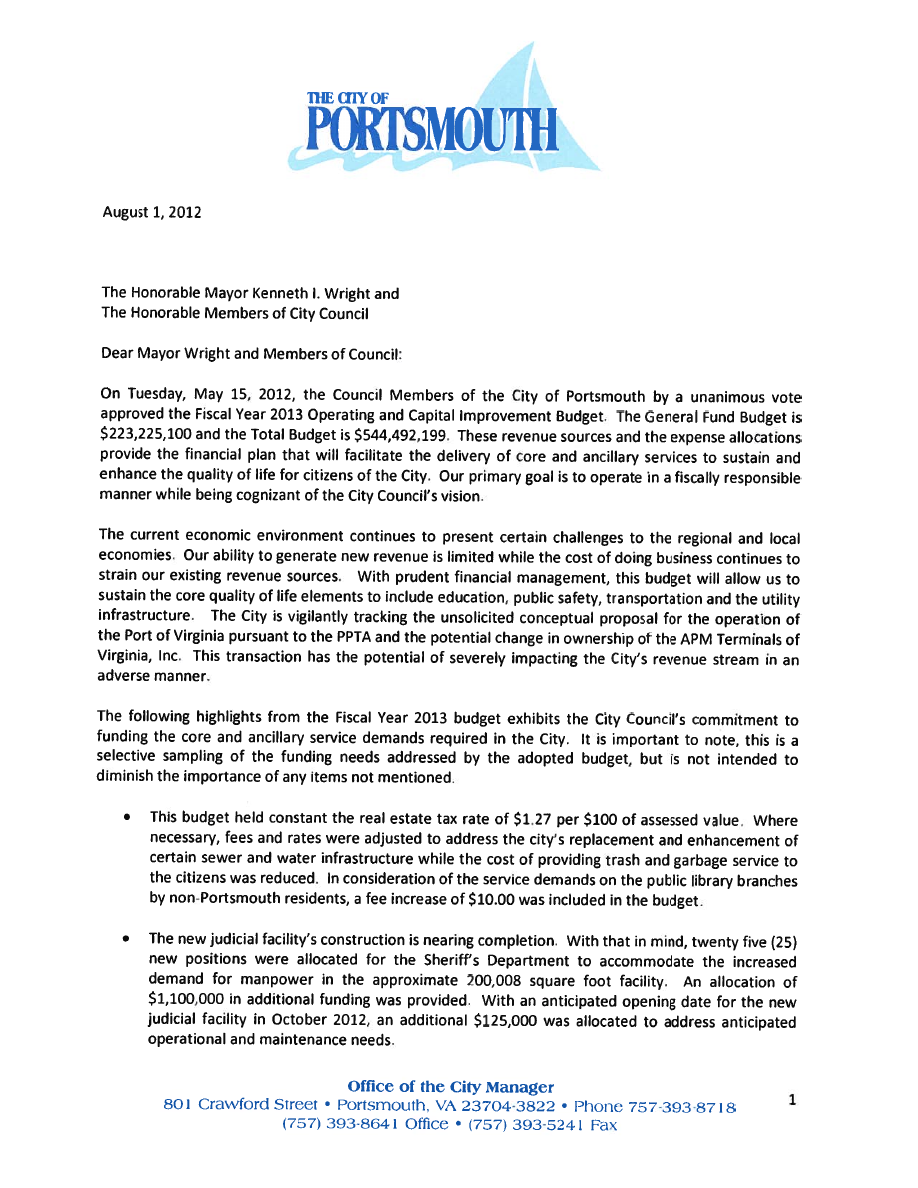 THE CITY OF
PORTSMOUTH
August 1, 2012
The Honorable Mayor Kenneth I. Wright and
The Honorable Members of City Council
Dear Mayor Wright and Members of Council:
On Tuesday, May 15, 2012, the Council Members of the City of Portsmouth by a unanimous vote
approved the Fiscal Year 2013 Operating and Capital Improvement Budget. The General Fund Budget is
$223,225,100 and the Total Budget is $544,492,199. These revenue sources and the expense allocations
provide the financial plan that will facilitate the delivery of core and ancillary services to sustain and
enhance the quality of life for citizens of the City. Our primary goal is to operate in a fiscally responsible
manner while being cognizant of the City Council's vision.
The current economic environment continues to present certain challenges to the regional and local
economies. Our ability to generate new revenue is limited while the cost of doing business continues to
strain our existing revenue sources. With prudent financial management, this budget will allow us to
sustain the core quality of life elements to include education, public safety, transportation and the utility
infrastructure. The City is vigilantly tracking the unsolicited conceptual proposal for the operation of
the Port of Virginia pursuant to the PPTA and the potential change in ownership of the APM Terminals of
Virginia, Inc. This transaction has the potential of severely impacting the City's revenue stream in an
adverse manner.
The following highlights from the Fiscal Year 2013 budget exhibits the City Council's commitment to
funding the core and ancillary service demands required in the City. It is important to note, this is a
selective sampling of the funding needs addressed by the adopted budget, but is not intended to
diminish the importance of any items not mentioned.
• This budget held constant the real estate tax rate of $1.27 per $100 of assessed value. Where
necessary, fees and rates were adjusted to address the city's replacement and enhancement of
certain sewer and water infrastructure while the cost of providing trash and garbage service to
the citizens was reduced. In consideration of the service demands on the public library branches
by non-Portsmouth residents, a fee increase of $10.00 was included in the budget.
• The new judicial facility's construction is nearing completion. With that in mind, twenty five (25)
new positions were allocated for the Sheriff's Department to accommodate the increased
demand for manpower in the approximate 200,008 square foot facility. An allocation of
$1,100,000 in additional funding was provided. With an anticipated opening date for the new
judicial facility in October 2012, an additional $125,000 was allocated to address anticipated
operational and maintenance needs.
Office of the City Manager
801 Crawford Street • Portsmouth, VA 23704-3822 • Phone 757-393-8718
(757) 393-8641 Office • (757) 393-5241 Fax
1